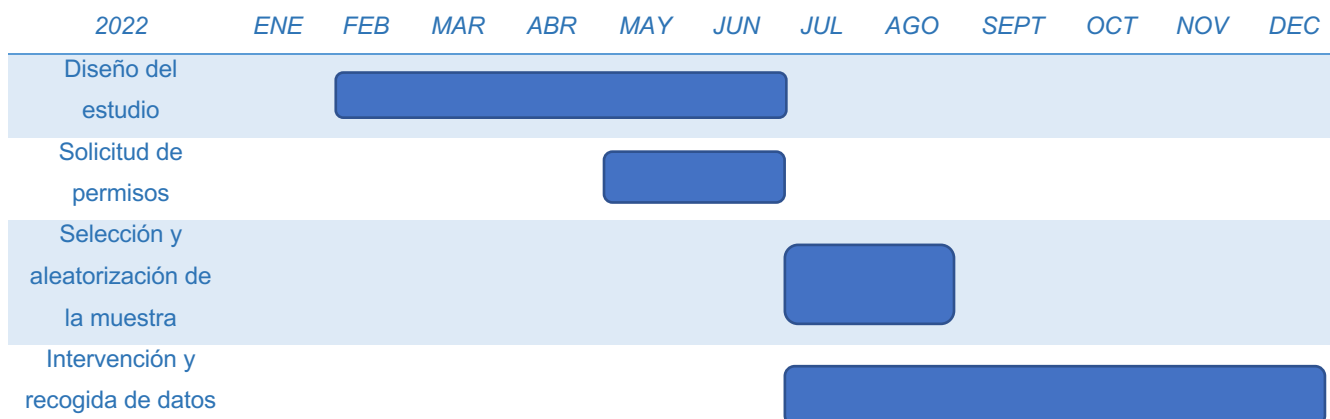 2022 ENE FEB MAR ABR MAY JUN JUL AGO SEPT OCT NOV DEC
Diseño del
estudio
Solicitud de
permisos
Selección y
aleatorización de
la muestra
Intervención y
recogida de datos